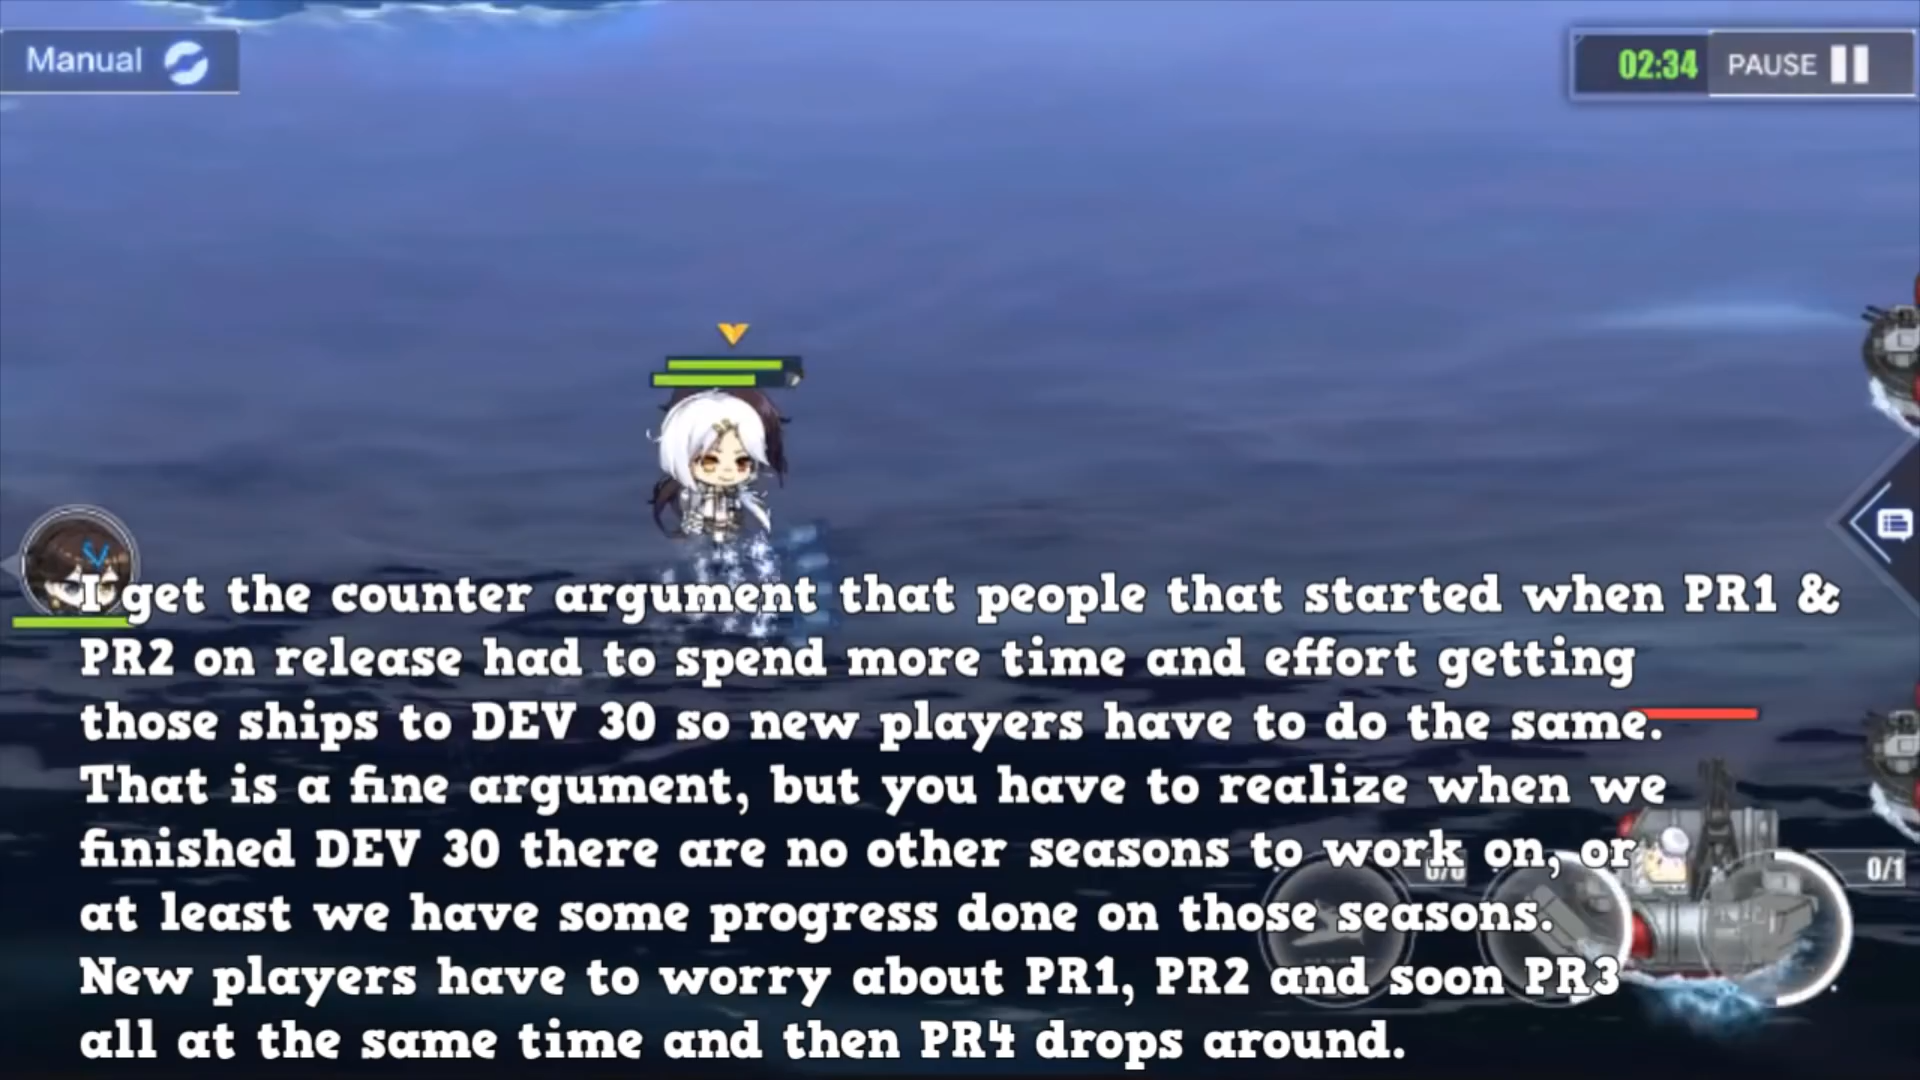 Manual
02:34 PAUSE
I get the counter argument that people that started when PR1 &
PR2 on release had to spend more time and effort getting
those ships to DEV 30 so new players have to do the same.
That is a fine argument, but you have to realize when we
finished DEV 30 there are no other seasons to work on, or
0/1
at least we have some progress done on those seasons.
New players have to worry about PR1, PR2 and soon PR3
all at the same time and then PR4 drops around.